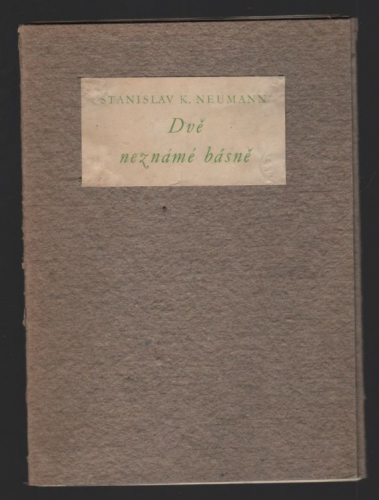 STANISLAV K. NEUMANN
Dvě
neznámé básně